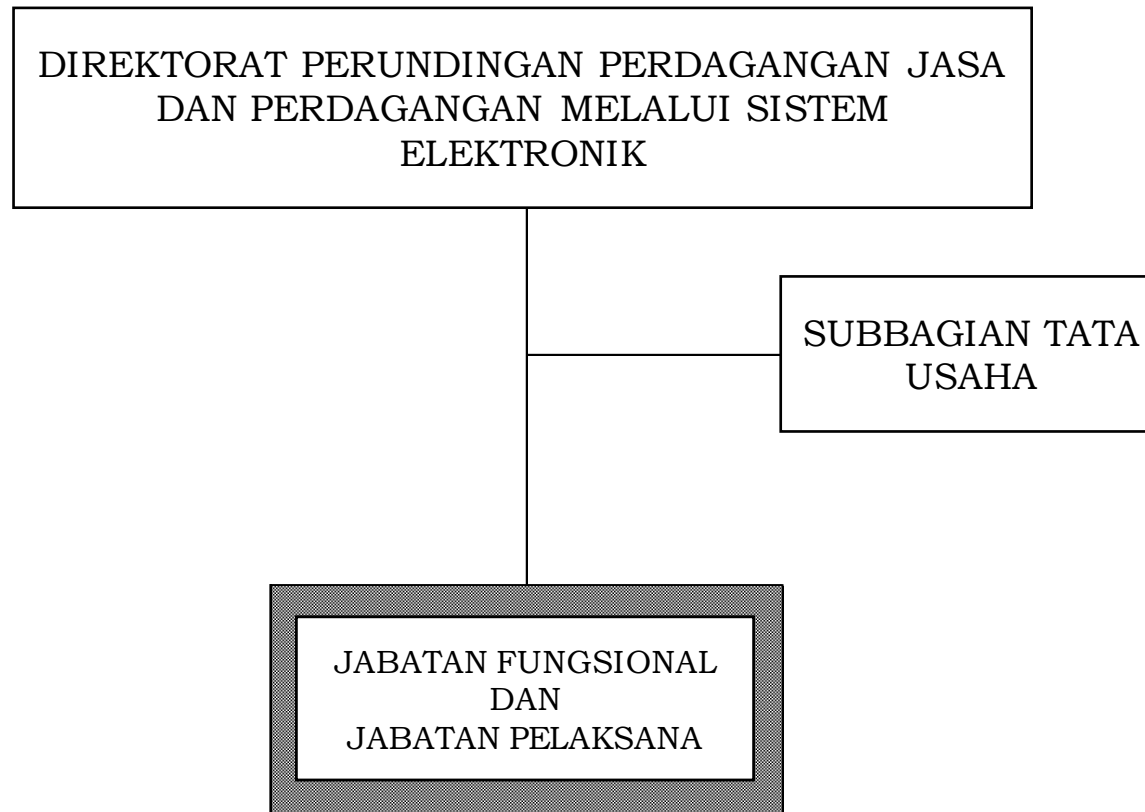 DIREKTORAT PERUNDINGAN PERDAGANGAN JASA
DAN PERDAGANGAN MELALUI SISTEM
ELEKTRONIK
SUBBAGIAN TATA
USAHA
JABATAN FUNGSIONAL
DAN
JABATAN PELAKSANA